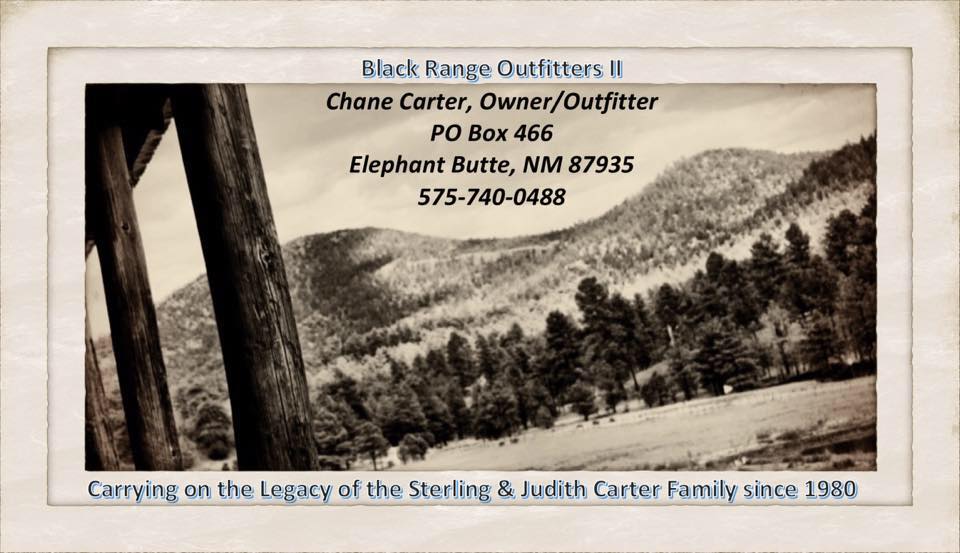 Black Range Outfitters II
Chane Carter, Owner/Outfitter
PO Box 466
Elephant Butte, NM 87935
575-740-0488
Carrying on the Legacy of the Sterling & Judith Carter Family since 1980